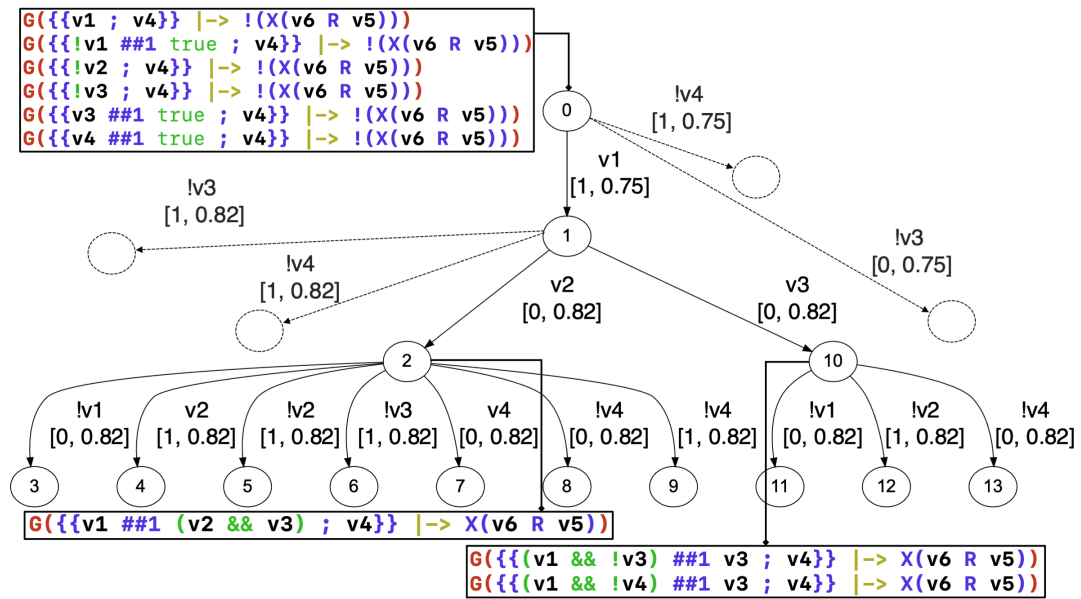 G({{v1 ; v4}} |-> !(X(v6 R v5)))
G({{!v1 ##1 true ; v4}} |-> !(X(v6 R v5)))
G({{!v2 ; v4}} |-> !(X(v6 R v5)))
G({{!v3 ; v4}} |-> !(X(v6 R v5)))
G({{v3 ##1 true ; v4}} |-> !(X(v6 R v5)))
G({{v4 ##1 true ; v4}} |-> !(X(v6 R v5)))
0
!v4
[1, 0.75]
v1
[1, 0.75]
!v3
[0, 0.75]
!v3
[1, 0.82]
1
!v4
[1, 0.82]
v2
[0, 0.82]
v3
[0, 0.82]
2
10
!v1
[0, 0.82]
v2
[1, 0.82]
!v2
[1, 0.82]
!v3
[1, 0.82]
v4
[0, 0.82]
!v4
[0, 0.82]
!v4
[1, 0.82]
!v1
[0, 0.82]
!v2
[1, 0.82]
!v4
[0, 0.82]
3
4
5
6
7
8
9
11
12
13
G({{v1 ##1 (v2 && v3) ; v4}} |-> X(v6 R v5))
G({{(v1 && !v3) ##1 v3 ; v4}} |-> X(v6 R v5))
G({{(v1 && !v4) ##1 v3 ; v4}} |-> X(v6 R v5))